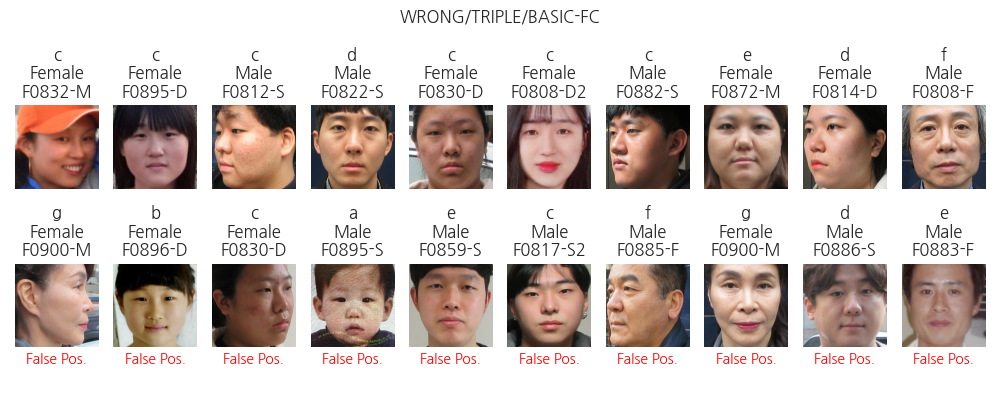 WRONG/TRIPLE/BASIC-FC
c c c d c c c e d f
Female Female Male Male Female Female Male Female Female Male
F0832-M F0895-D F0812-S F0822-S F0830-D F0808-D2 F0882-S F0872-M F0814-D F0808-F
g b c a e c f g d e
Female Female Female Male Male Male Male Female Male Male
F0900-M F0896-D F0830-D F0895-S F0859-S F0817-S2 F0885-F F0900-M F0886-S F0883-F
False Pos. False Pos. False Pos. False Pos. False Pos. False Pos. False Pos. False Pos. False Pos. False Pos.